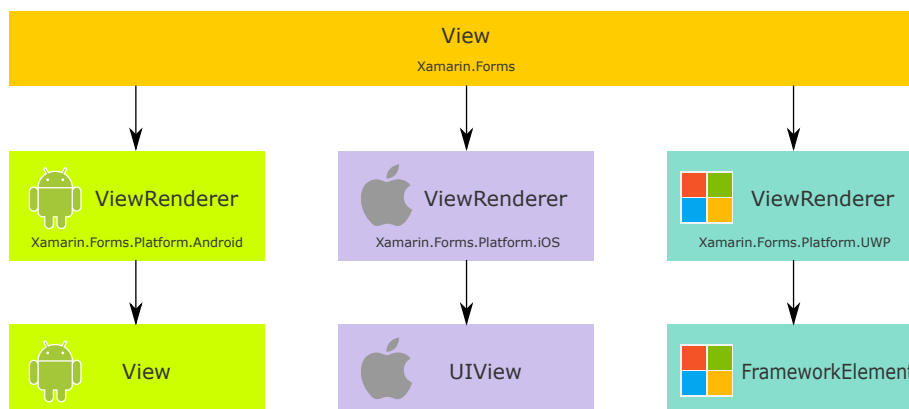 View
Xamarin.Forms
ViewRenderer
Xamarin.Forms.Platform.Android
ViewRenderer
Xamarin.Forms.Platform.iOS
ViewRenderer
Xamarin.Forms.Platform.UWP
View
UIView
FrameworkElement